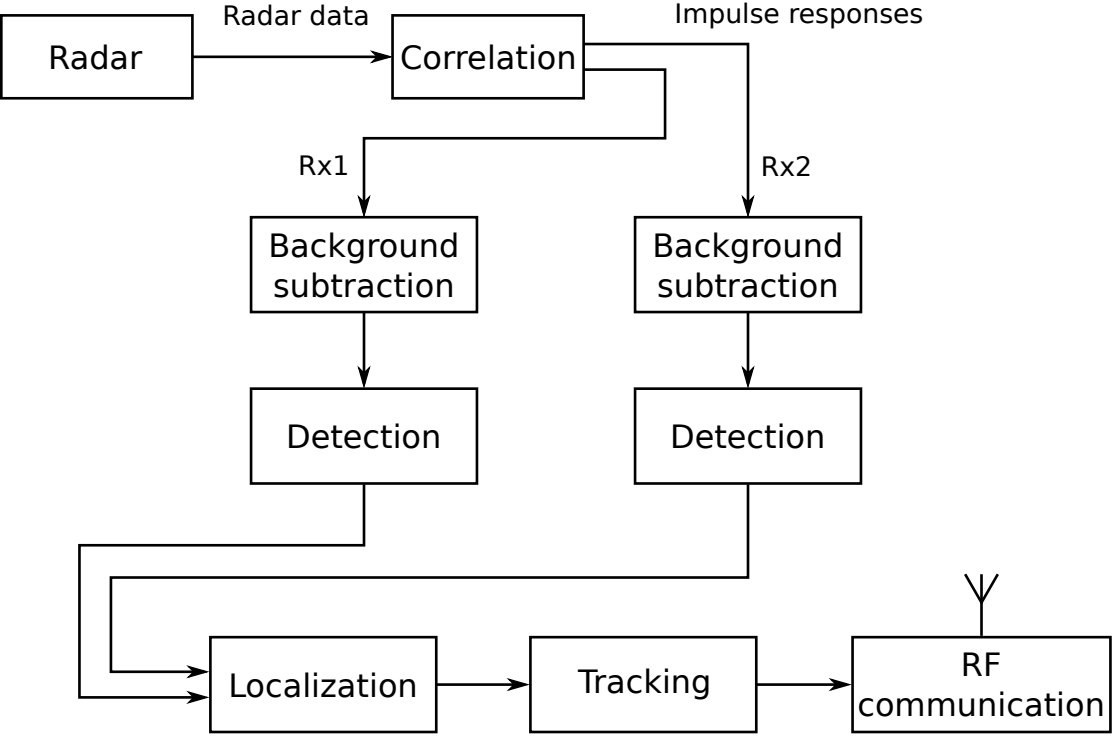 Radar data
Impulse responses
Radar
Correlation
Rx1
Rx2
Background
subtraction
Background
subtraction
Detection
Detection
Localization
Tracking
RF
communication